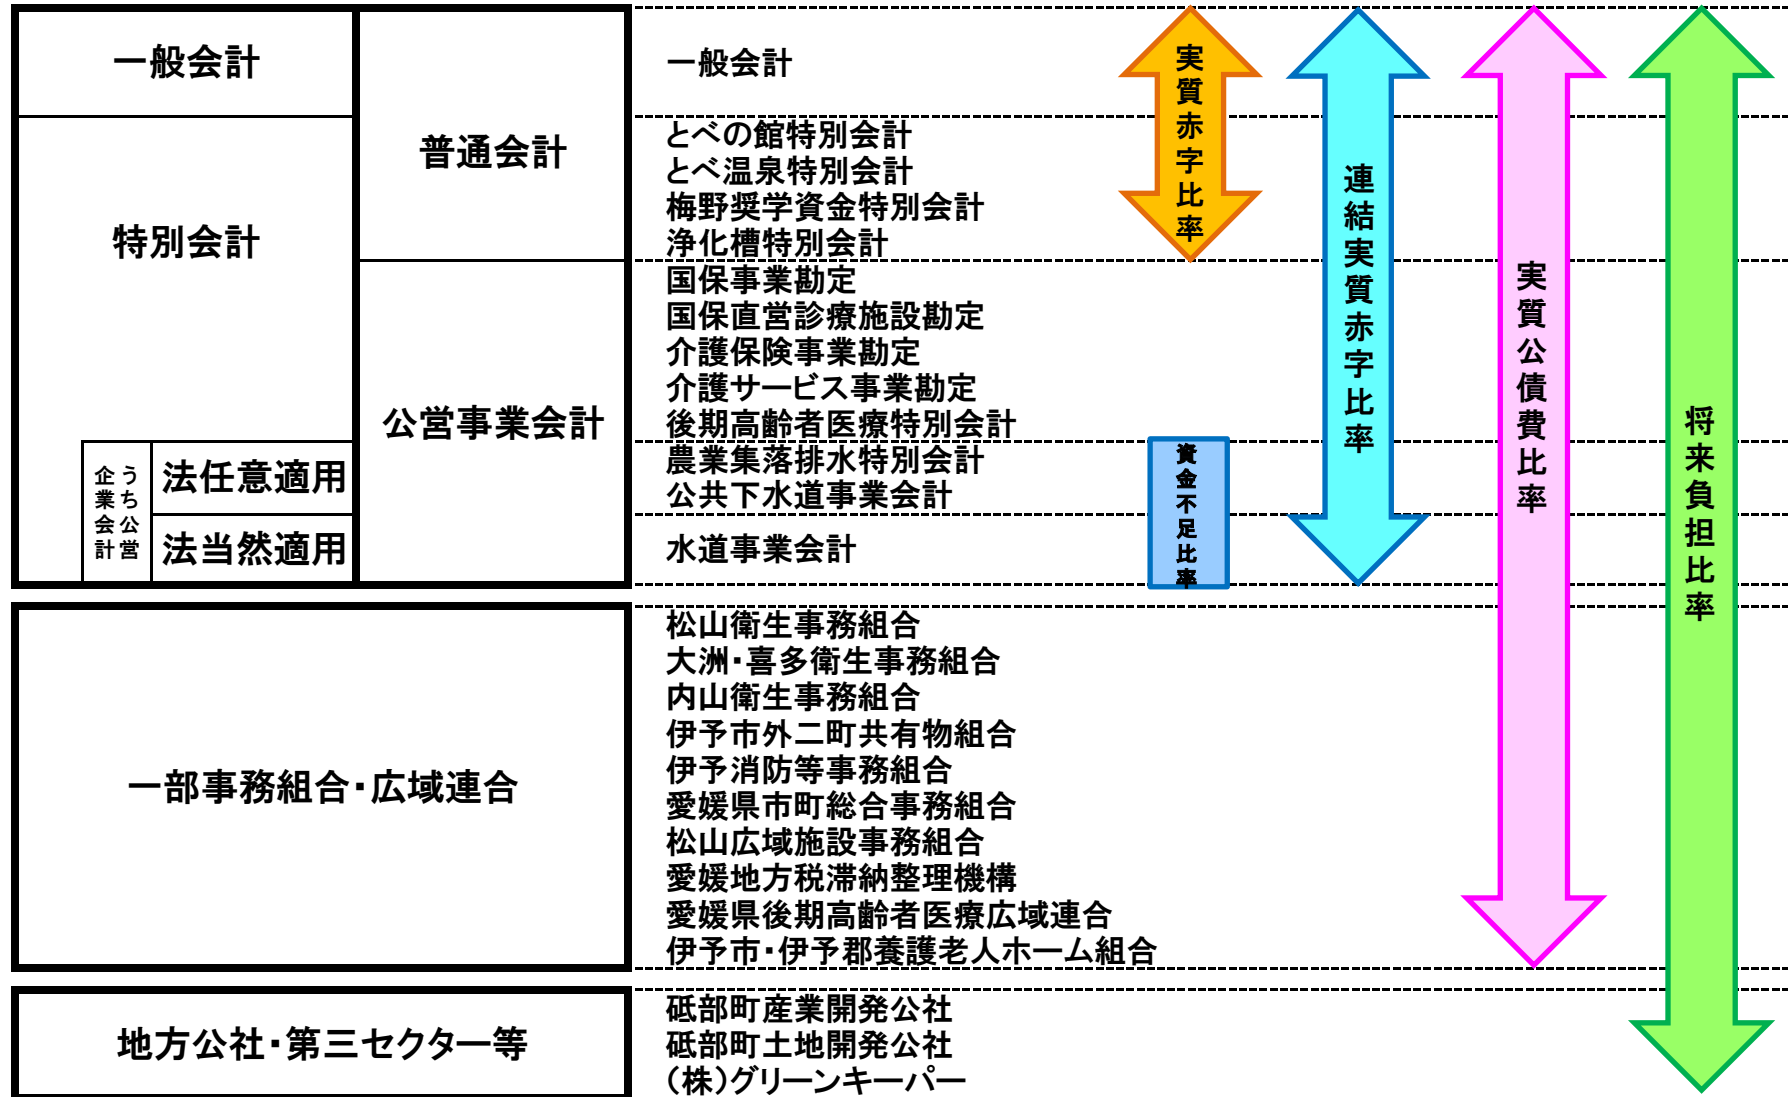 一般会計
特別会計
うち公営
企業会計
法任意適用
法当然適用
普通会計
公営事業会計
一般会計
とべの館特別会計
とべ温泉特別会計
梅野奨学資金特別会計
浄化槽特別会計
国保事業勘定
国保直営診療施設勘定
介護保険事業勘定
介護サービス事業勘定
後期高齢者医療特別会計
農業集落排水特別会計
公共下水道事業会計
水道事業会計
実質赤字比率
資金不足比率
連結実質赤字比率
実質公債費比率
将来負担比率
一部事務組合・広域連合
松山衛生事務組合
大洲・喜多衛生事務組合
内山衛生事務組合
伊予市外二町共有物組合
伊予消防等事務組合
愛媛県市町総合事務組合
松山広域施設事務組合
愛媛地方税滞納整理機構
愛媛県後期高齢者医療広域連合
伊予市・伊予郡養護老人ホーム組合
地方公社・第三セクター等
砥部町産業開発公社
砥部町土地開発公社
(株)グリーンキーパー